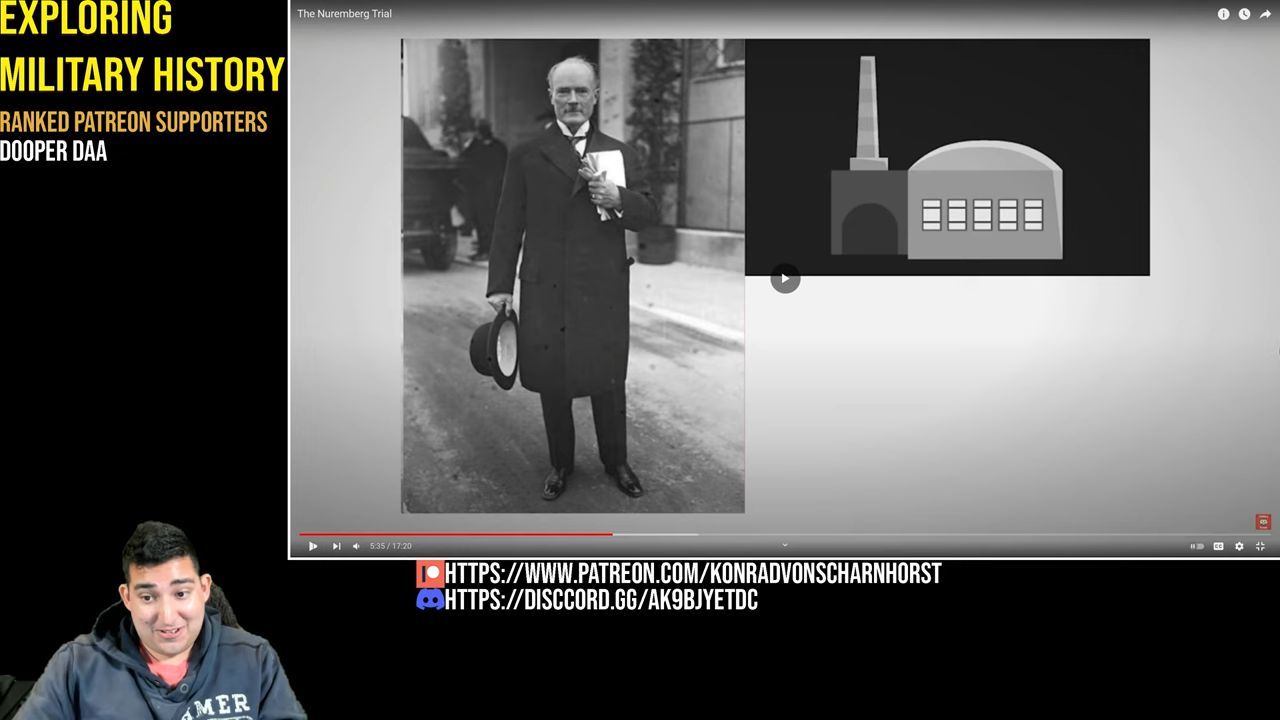 EXPLORING
MILITARY HISTORY
RANKED PATREON SUPPORTERS
DOOPER DAA
The Nuremberg Trial
5:35 / 17:20
HTTPS://WWW.PATREON.COM/KONRADVONSCHARNHORST
HTTPS://DISCCORD.GG/AK9BJYETDC